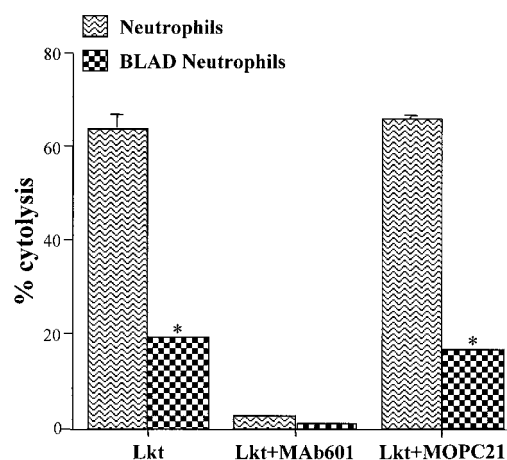 Neutrophils
BLAD Neutrophils
% cytolysis
80
60
40
20
0
*
*
Lkt
Lkt+MAb601
Lkt+MOPC21